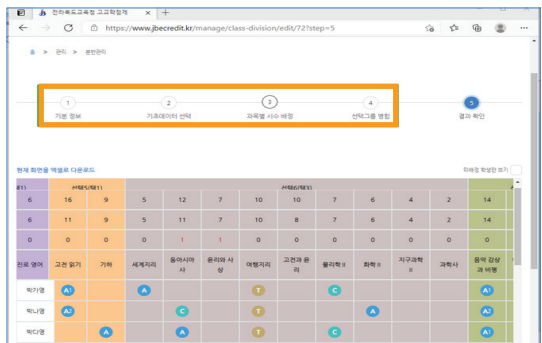 전라북도교육청 고교학점제
https://www.jbecredit.kr/manage/class-division/edit/72?step=5
> 관리 > 분반관리
1 2 3 4 5
기본 정보 기초데이터 선택 과목별 시수 배정 선택그룹 병합 결과 확인
현재 화면을 엑셀로 다운로드 미배정 학생만 보기
택1) 선택5(택1) 선택6(택3)
6 16 9 5 12 7 10 10 7 6 4 2 14
6 11 9 5 11 7 10 8 7 6 4 2 14
0 0 0 0 1 1 0 0 0 0 0 0 0
진로 영어 고전 읽기 기하 세계지리 동아시아사 윤리와 사상 여행지리 고전과 윤리 물리학 II 화학 II 지구과학 II 과학사 음악 감상과 비평
박가영 A1 A T C A1
박나영 A2 C T A A1
박다영 A A T C A1